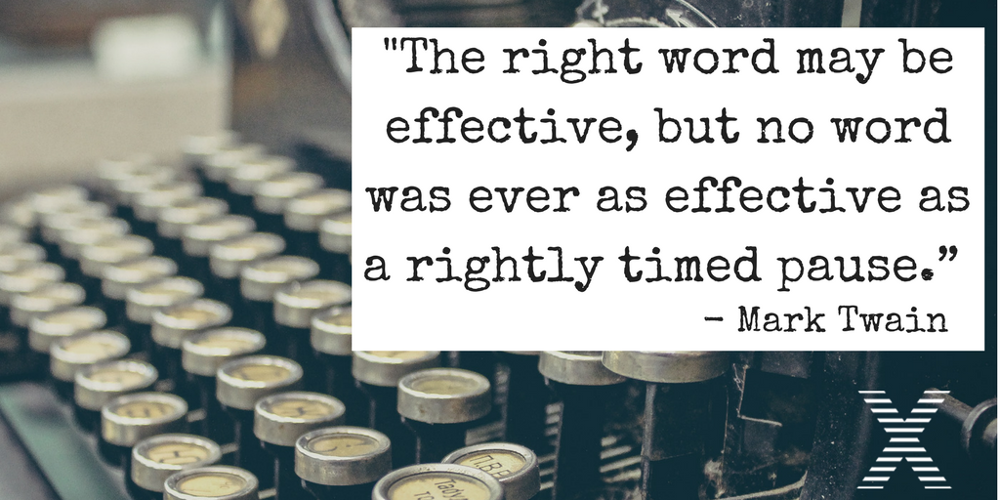 "The right word may be
effective, but no word
was ever as effective as
a rightly timed pause.”
– Mark Twain
X